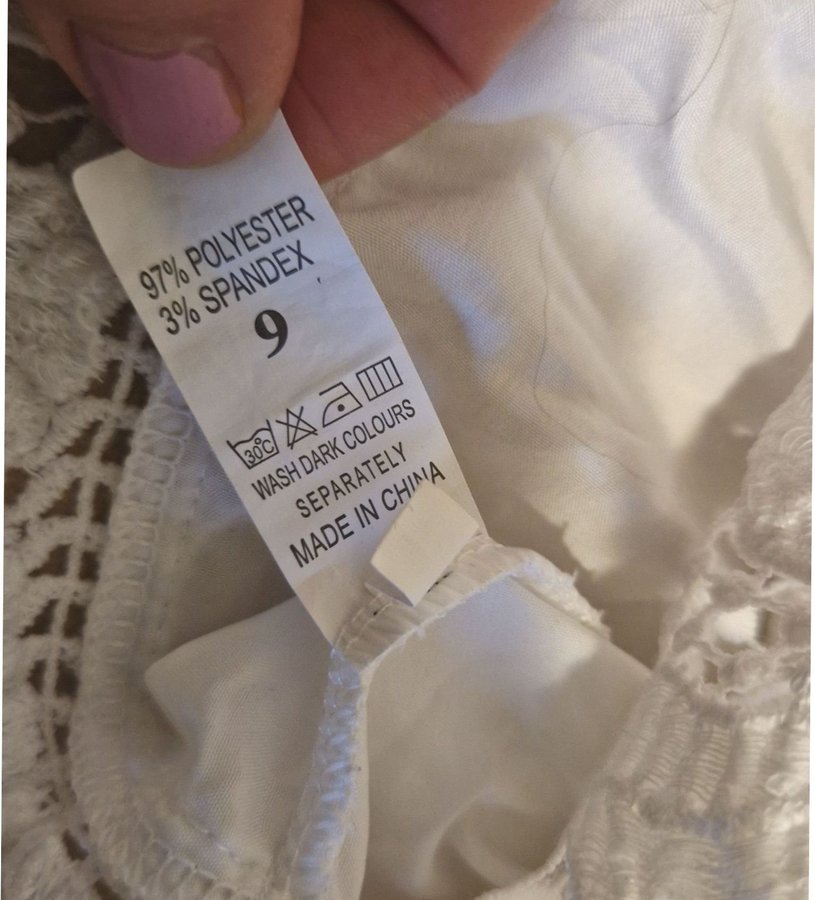 97% POLYESTER
3% SPANDEX
9
30°C
WASH DARK COLOURS
SEPARATELY
MADE IN CHINA